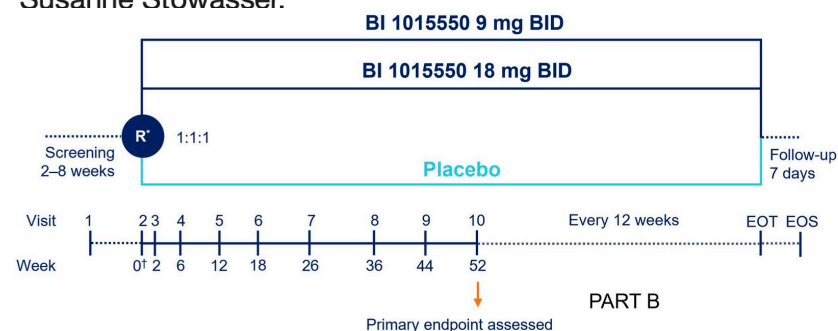 Susanne Stowasser.
BI 1015550 9 mg BID
BI 1015550 18 mg BID
R* 1:1:1
Screening
2–8 weeks
Placebo
Follow-up
7 days
Visit 1 2 3 4 5 6 7 8 9 10 Every 12 weeks EOT EOS
Week 0† 2 6 12 18 26 36 44 52
PART B
Primary endpoint assessed